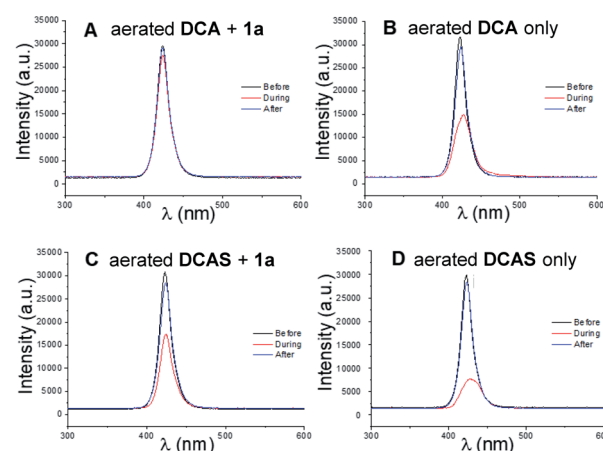 A aerated DCA + 1a
35000
30000
25000
20000
15000
10000
5000
0
Intensity (a.u.)
Before
During
After
300 400 500 600
λ (nm)
B aerated DCA only
35000
30000
25000
20000
15000
10000
5000
0
Intensity (a.u.)
Before
During
After
300 400 500 600
λ (nm)
C aerated DCAS + 1a
35000
30000
25000
20000
15000
10000
5000
0
Intensity (a.u.)
Before
During
After
300 400 500 600
λ (nm)
D aerated DCAS only
35000
30000
25000
20000
15000
10000
5000
0
Intensity (a.u.)
Before
During
After
300 400 500 600
λ (nm)